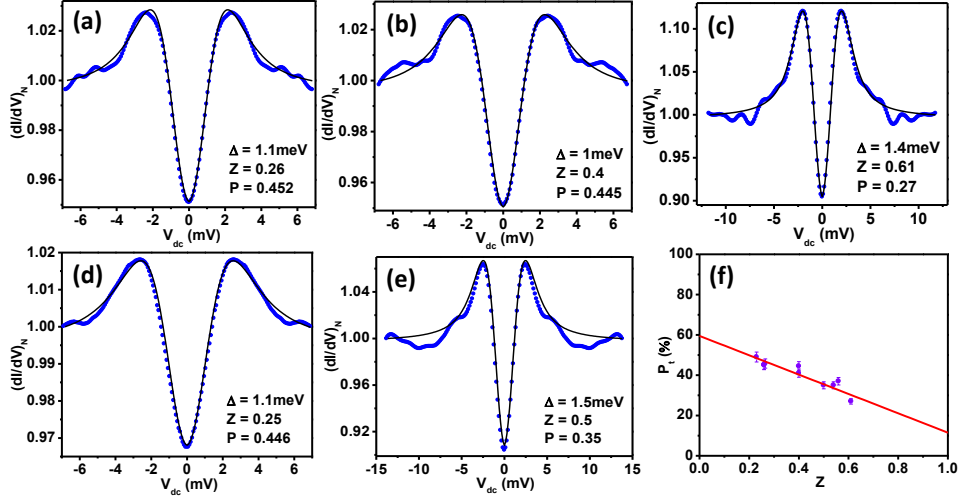 (a)
1.02
1.00
0.98
0.96
(dI/dV)N
-6 -4 -2 0 2 4 6
Vdc (mV)
Δ = 1.1meV
Z = 0.26
P = 0.452
(b)
1.02
1.00
0.98
0.96
(dI/dV)N
-6 -4 -2 0 2 4 6
Vdc (mV)
Δ = 1meV
Z = 0.4
P = 0.445
(c)
1.10
1.05
1.00
0.95
0.90
(dI/dV)N
-10 -5 0 5 10
Vdc (mV)
Δ = 1.4meV
Z = 0.61
P = 0.27
(d)
1.02
1.01
1.00
0.99
0.98
0.97
(dI/dV)N
-6 -4 -2 0 2 4 6
Vdc (mV)
Δ = 1.1meV
Z = 0.25
P = 0.446
(e)
1.04
1.00
0.96
0.92
(dI/dV)N
-15 -10 -5 0 5 10 15
Vdc (mV)
Δ = 1.5meV
Z = 0.5
P = 0.35
(f)
100
80
60
40
20
0
Pt (%)
0.0 0.2 0.4 0.6 0.8 1.0
Z